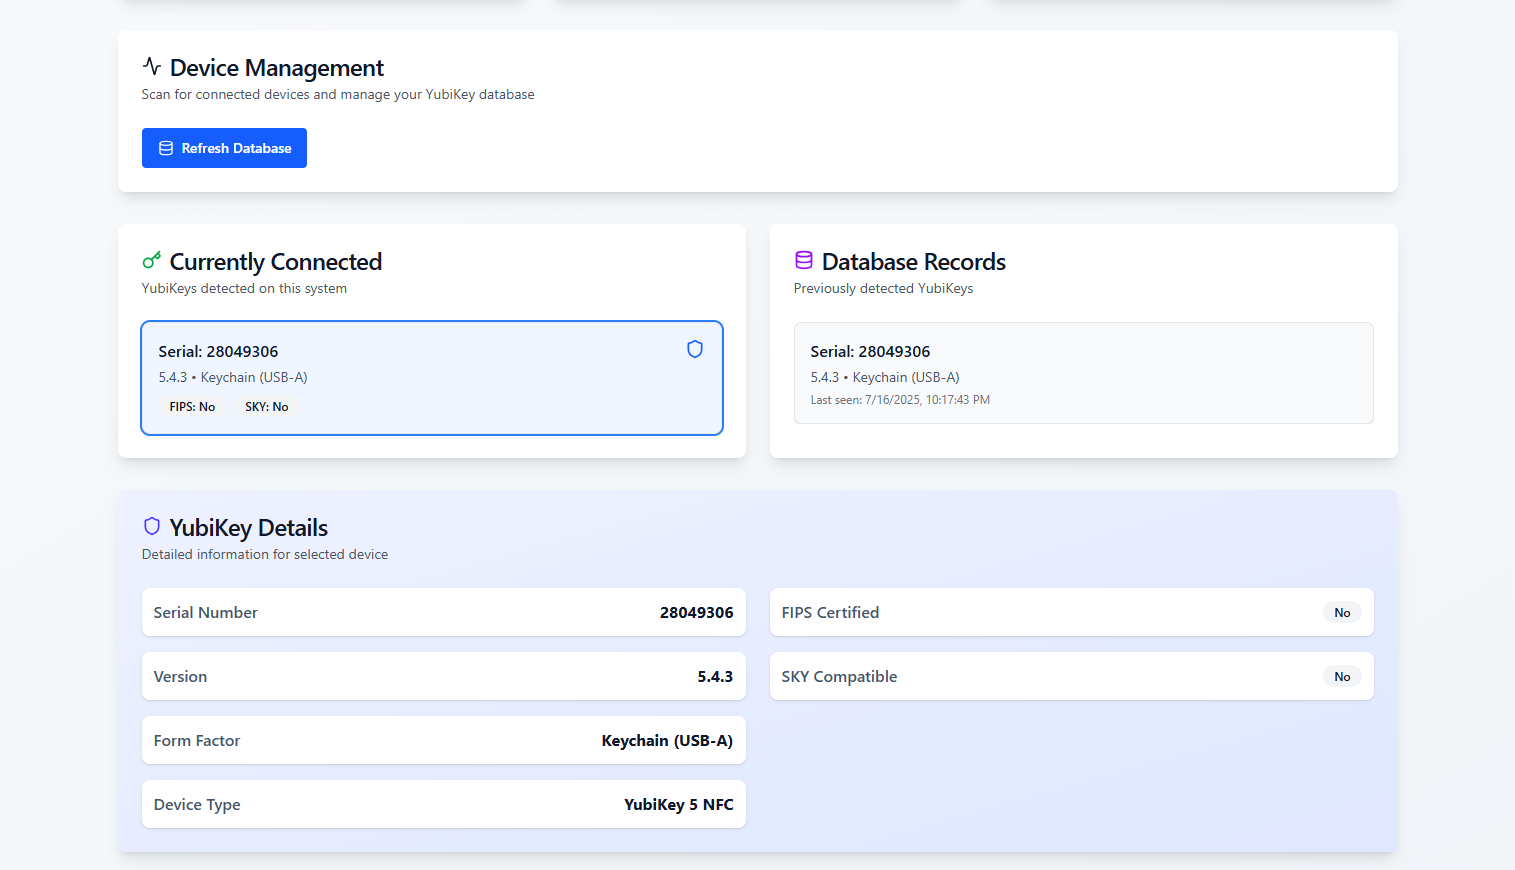 Device Management
Scan for connected devices and manage your YubiKey database
Refresh Database
Currently Connected
YubiKeys detected on this system
Serial: 28049306
5.4.3 • Keychain (USB-A)
FIPS: No SKY: No
Database Records
Previously detected YubiKeys
Serial: 28049306
5.4.3 • Keychain (USB-A)
Last seen: 7/16/2025, 10:17:43 PM
YubiKey Details
Detailed information for selected device
Serial Number 28049306
Version 5.4.3
Form Factor Keychain (USB-A)
Device Type YubiKey 5 NFC
FIPS Certified No
SKY Compatible No